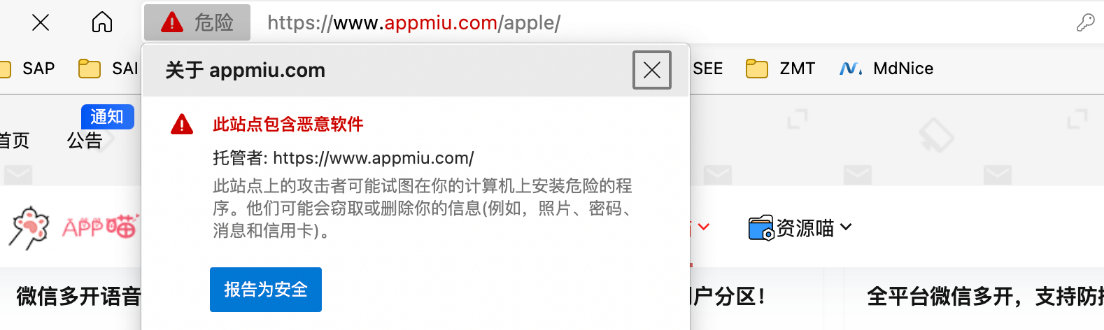 危险 https://www.appmiu.com/apple/
SAP SAI SEE ZMT MdNice
关于 appmiu.com
通知
首页 公告
此站点包含恶意软件
托管者: https://www.appmiu.com/
此站点上的攻击者可能试图在你的计算机上安装危险的程
序。他们可能会窃取或删除你的信息(例如，照片、密码、
消息和信用卡)。
APP喵 资源喵
报告为安全
微信多开语音 户分区！ 全平台微信多开，支持防